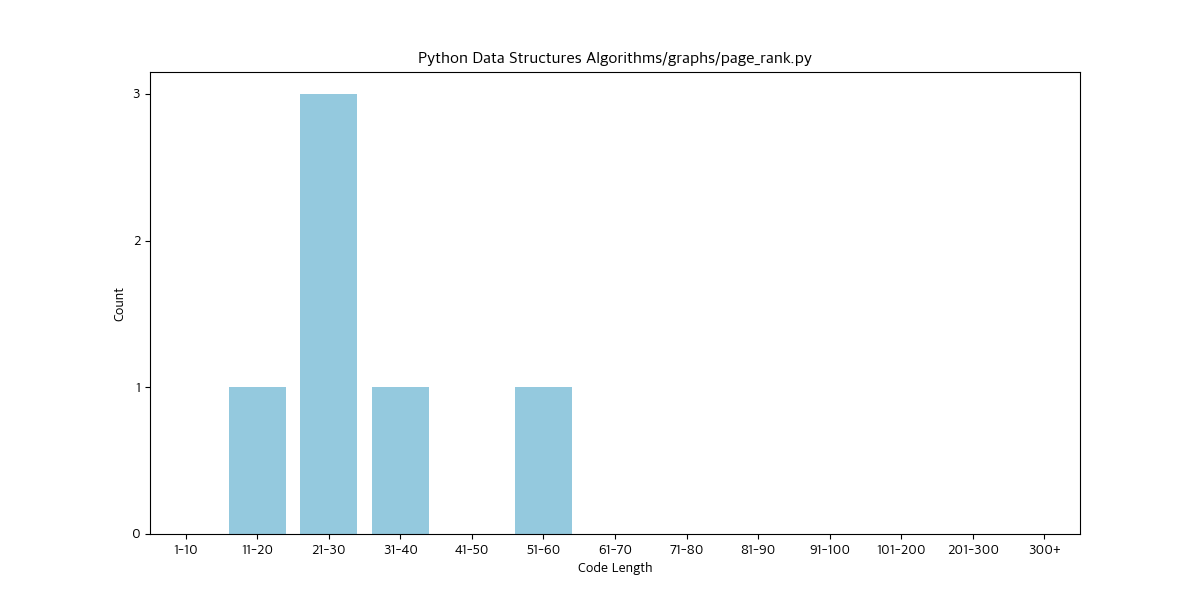 Python Data Structures Algorithms/graphs/page_rank.py
3
2
1
0
Count
1-10 11-20 21-30 31-40 41-50 51-60 61-70 71-80 81-90 91-100 101-200 201-300 300+
Code Length